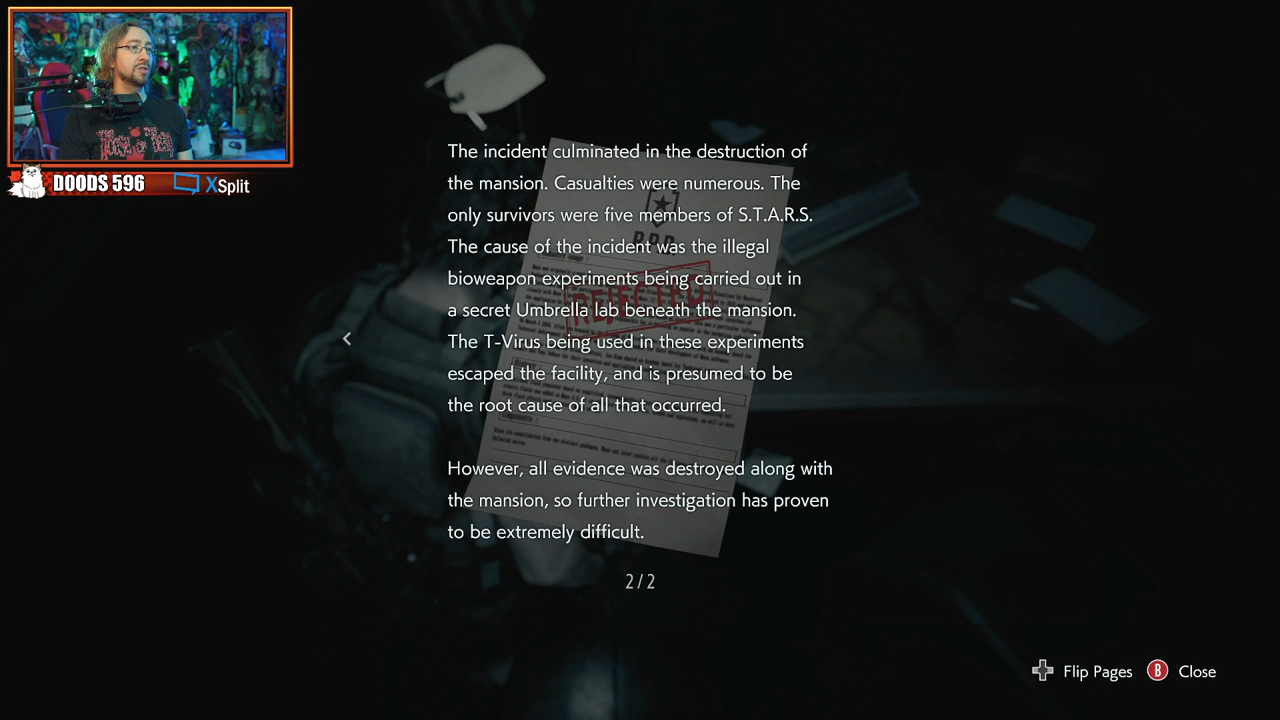 DOODS 596
XSplit
The incident culminated in the destruction of
the mansion. Casualties were numerous. The
only survivors were five members of S.T.A.R.S.
The cause of the incident was the illegal
bioweapon experiments being carried out in
a secret Umbrella lab beneath the mansion.
The T-Virus being used in these experiments
escaped the facility, and is presumed to be
the root cause of all that occurred.
However, all evidence was destroyed along with
the mansion, so further investigation has proven
to be extremely difficult.
2/2
R.P.D.
REJECTED
Flip Pages B Close